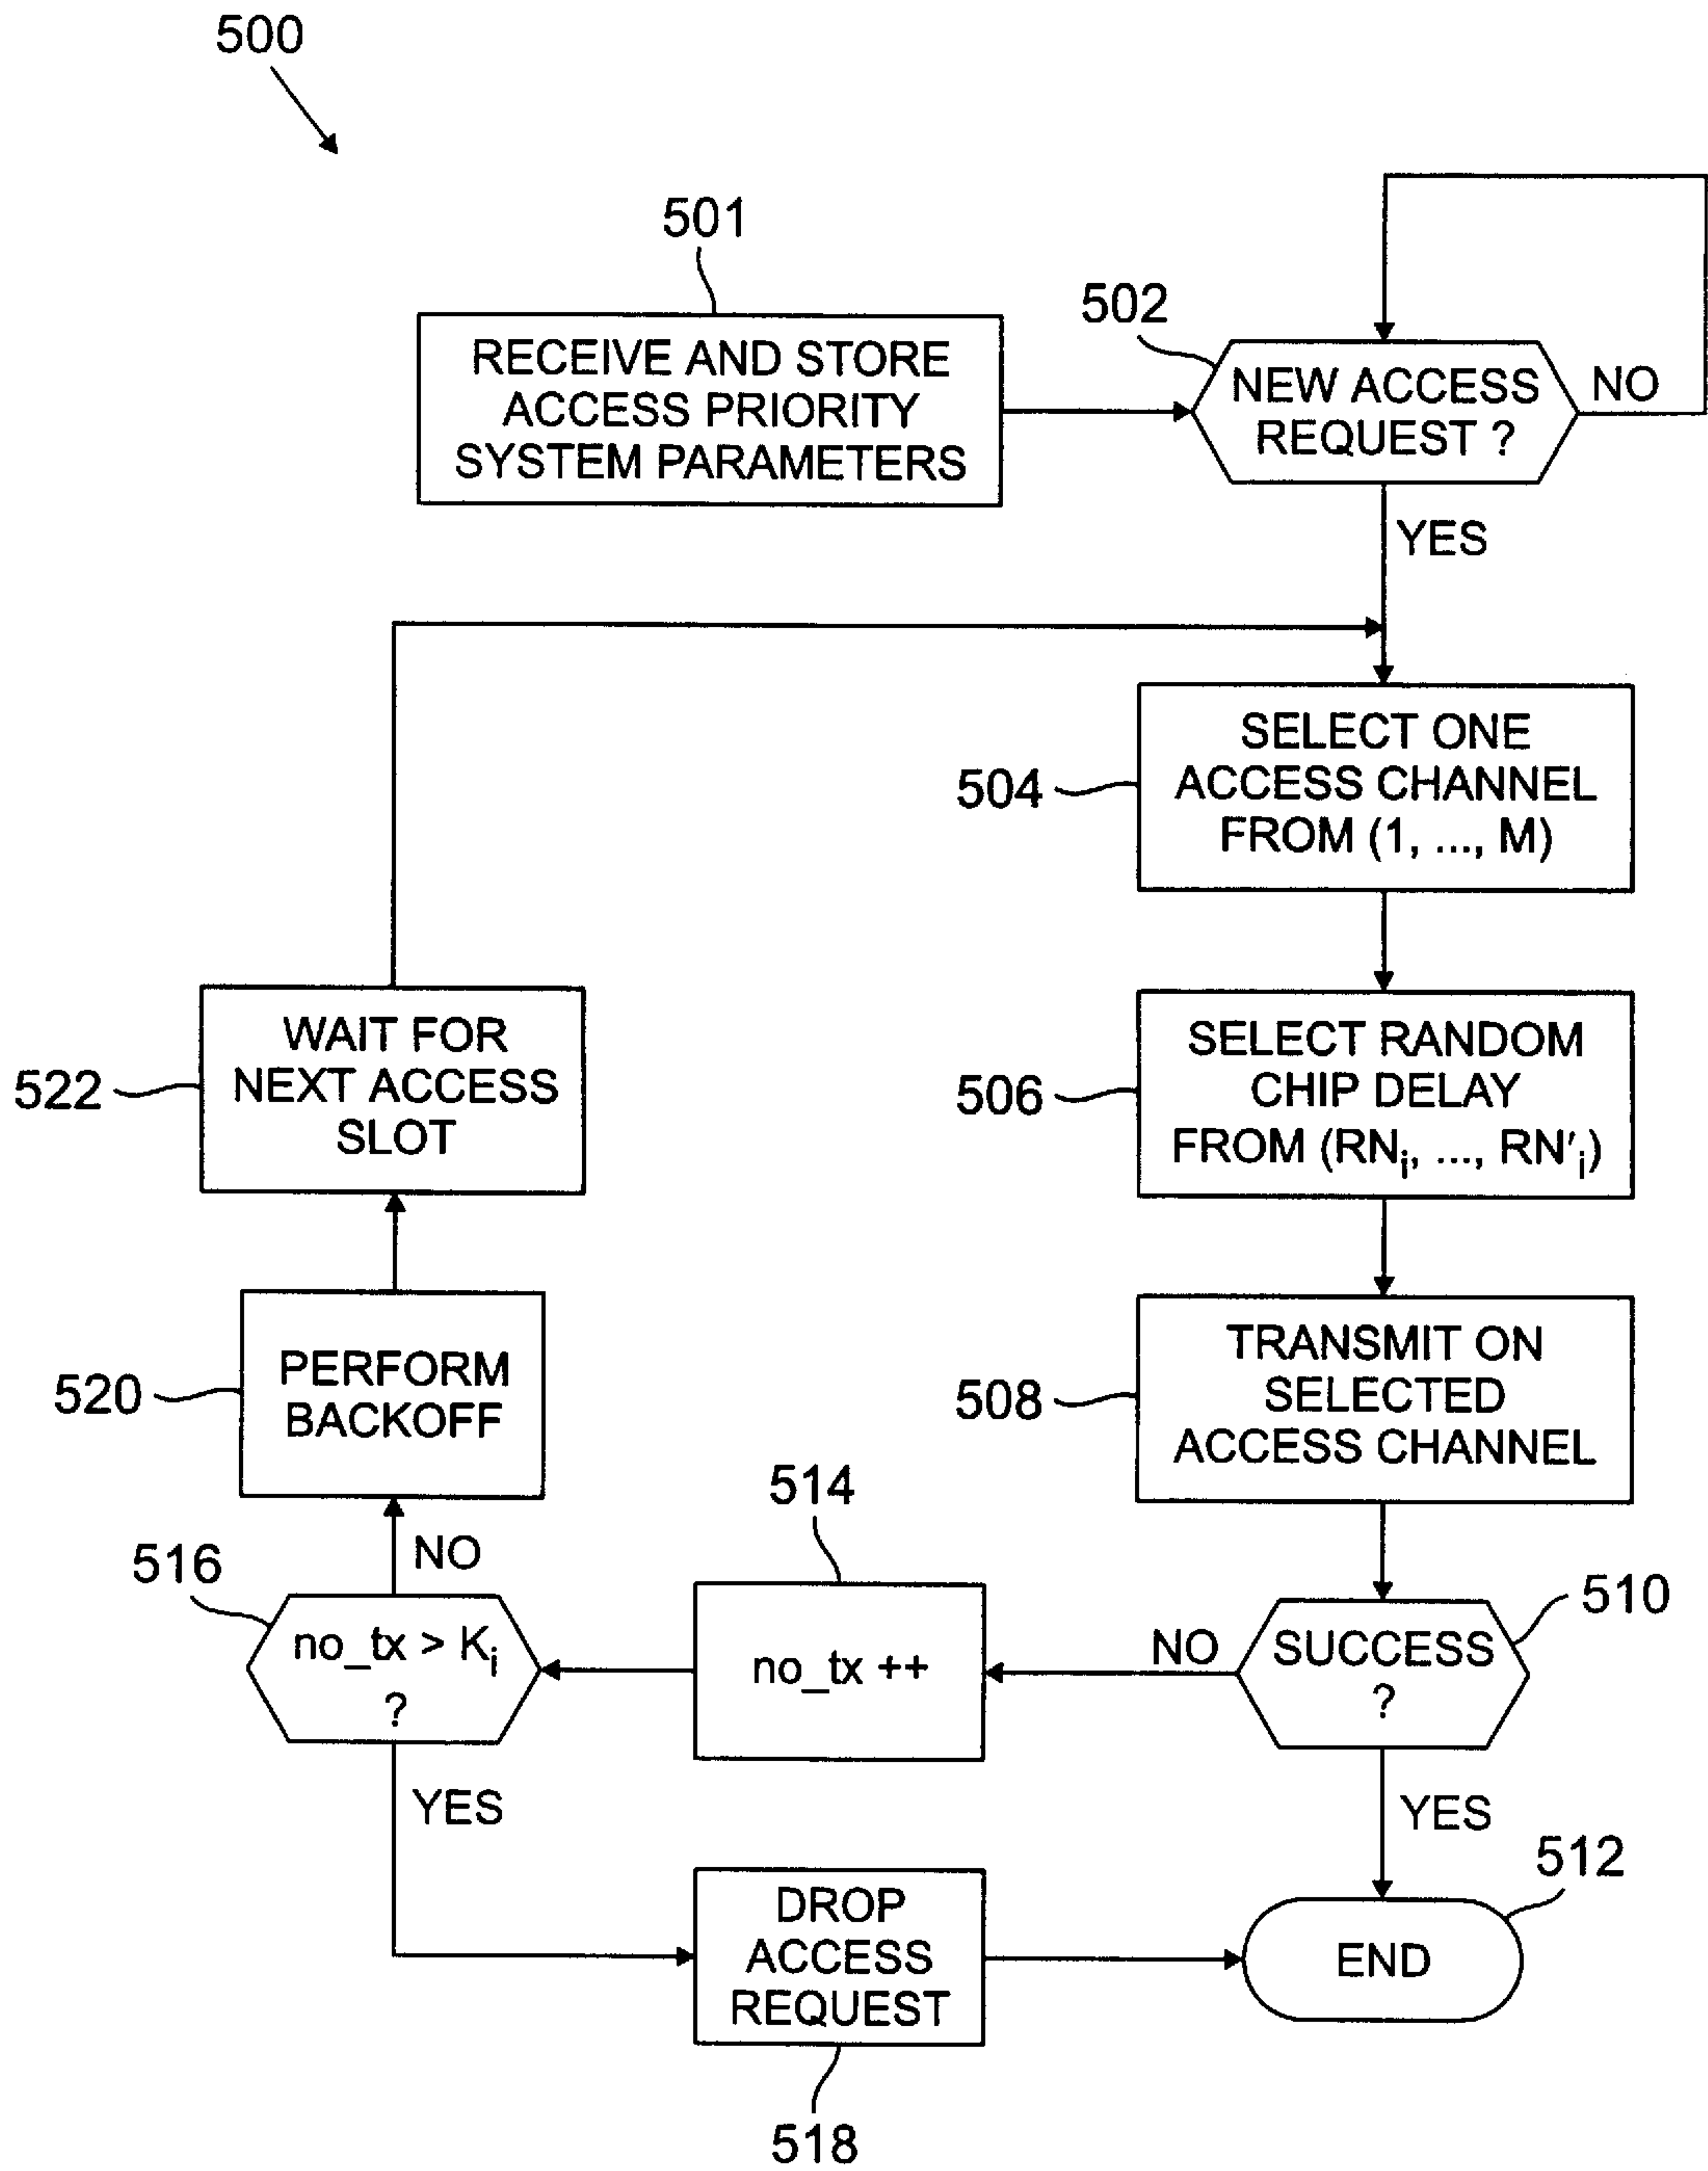 500
501
RECEIVE AND STORE
ACCESS PRIORITY
SYSTEM PARAMETERS
502
NEW ACCESS
REQUEST ?
NO
YES
504
SELECT ONE
ACCESS CHANNEL
FROM (1, ..., M)
506
SELECT RANDOM
CHIP DELAY
FROM (RNi, ..., RN'i)
508
TRANSMIT ON
SELECTED
ACCESS CHANNEL
510
SUCCESS
?
NO
YES
512
END
514
no_tx ++
516
no_tx > Ki
?
NO
YES
518
DROP
ACCESS
REQUEST
520
PERFORM
BACKOFF
522
WAIT FOR
NEXT ACCESS
SLOT